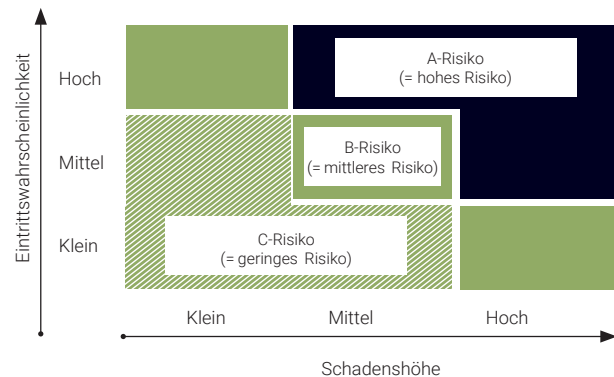 Eintrittswahrscheinlichkeit
Hoch
Mittel
Klein
A-Risiko
(= hohes Risiko)
B-Risiko
(= mittleres Risiko)
C-Risiko
(= geringes Risiko)
Klein
Mittel
Hoch
Schadenshöhe